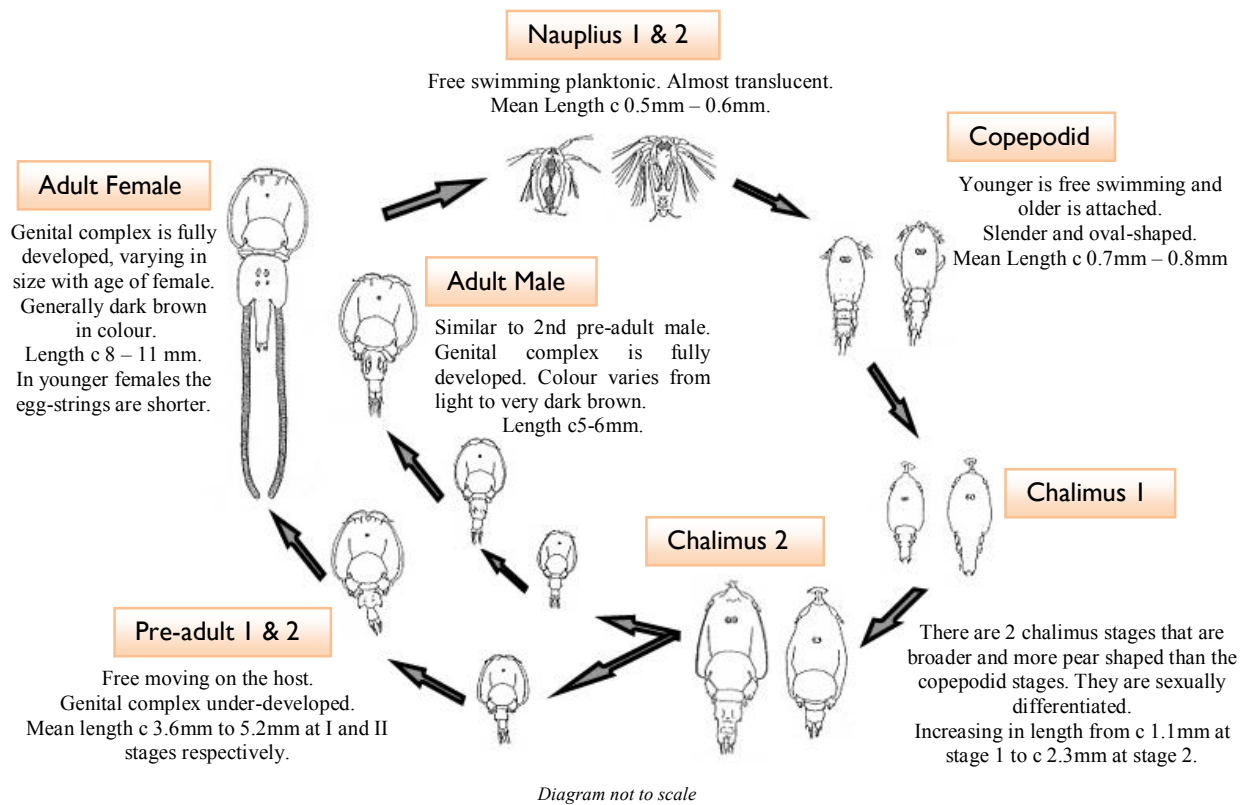 Nauplius 1 & 2
Free swimming planktonic. Almost translucent.
Mean Length c 0.5mm – 0.6mm.
Copepodid
Younger is free swimming and
older is attached.
Slender and oval-shaped.
Mean Length c 0.7mm – 0.8mm
Adult Female
Genital complex is fully
developed, varying in
size with age of female.
Generally dark brown
in colour.
Length c 8 – 11 mm.
In younger females the
egg-strings are shorter.
Adult Male
Similar to 2nd pre-adult male.
Genital complex is fully
developed. Colour varies from
light to very dark brown.
Length c5-6mm.
Chalimus 1
Chalimus 2
There are 2 chalimus stages that are
broader and more pear shaped than the
copepodid stages. They are sexually
differentiated.
Increasing in length from c 1.1mm at
stage 1 to c 2.3mm at stage 2.
Pre-adult 1 & 2
Free moving on the host.
Genital complex under-developed.
Mean length c 3.6mm to 5.2mm at I and II
stages respectively.
Diagram not to scale